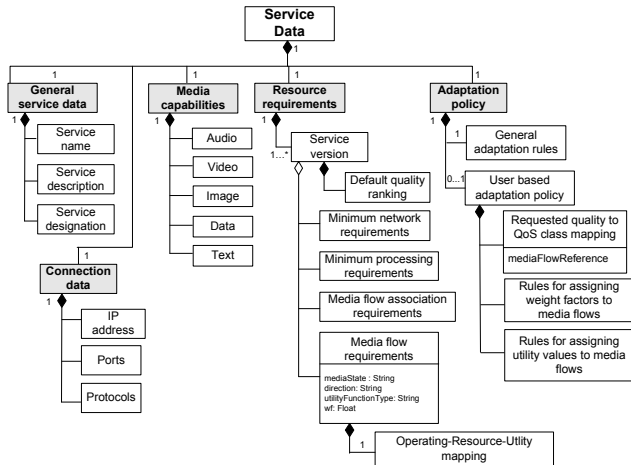 Service
Data
1
1
1
1
1
General
service data
Media
capabilities
Resource
requirements
Adaptation
policy
1
1
1
1
Service
name
Service
description
Service
designation
Audio
Video
Image
Data
Text
1...*
Service
version
Default quality
ranking
Minimum network
requirements
Minimum processing
requirements
Media flow association
requirements
Media flow
requirements
mediaState : String
direction: String
utilityFunctionType: String
wf: Float
1
Operating-Resource-Utlity
mapping
1
General
adaptation rules
0...1
User based
adaptation policy
Requested quality to
QoS class mapping
mediaFlowReference
Rules for assigning
weight factors to
media flows
Rules for assigning
utility values to media
flows
1
Connection
data
1
IP
address
Ports
Protocols